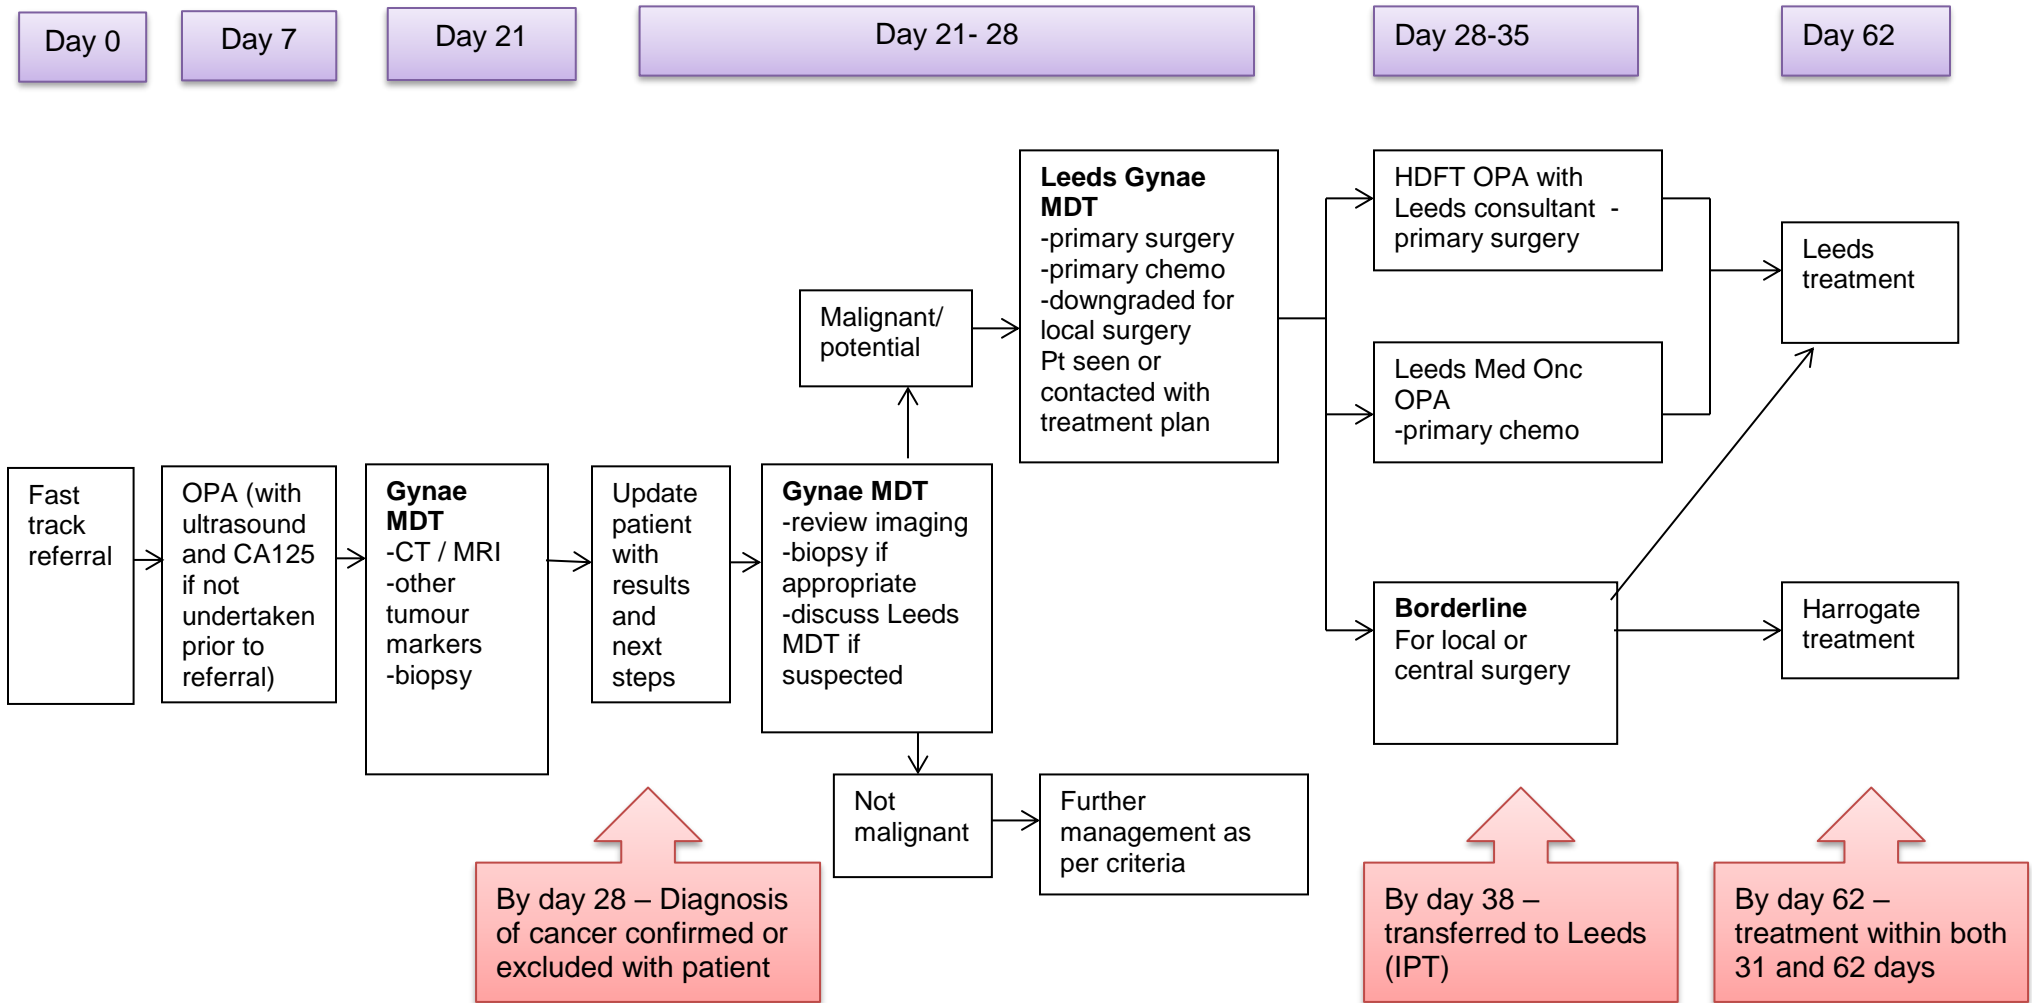 Day 0
Day 7
Day 21
Day 21- 28
Day 28-35
Day 62
Fast
track
referral
OPA (with
ultrasound
and CA125
if not
undertaken
prior to
referral)
Gynae
MDT
-CT / MRI
-other
tumour
markers
-biopsy
Update
patient
with
results
and
next
steps
Gynae MDT
-review imaging
-biopsy if
appropriate
-discuss Leeds
MDT if
suspected
Malignant/
potential
Not
malignant
Further
management as
per criteria
Leeds Gynae
MDT
-primary surgery
-primary chemo
-downgraded for
local surgery
Pt seen or
contacted with
treatment plan
HDFT OPA with
Leeds consultant -
primary surgery
Leeds Med Onc
OPA
-primary chemo
Borderline
For local or
central surgery
Leeds
treatment
Harrogate
treatment
By day 28 – Diagnosis
of cancer confirmed or
excluded with patient
By day 38 –
transferred to Leeds
(IPT)
By day 62 –
treatment within both
31 and 62 days